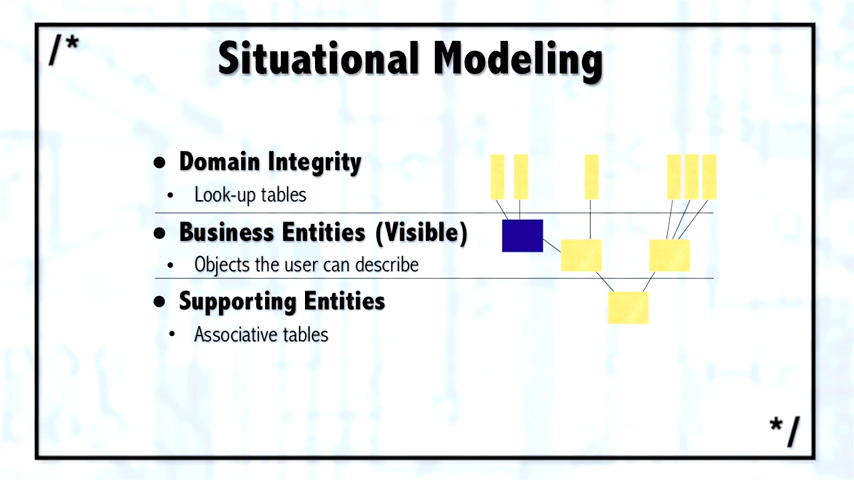 /*
Situational Modeling
● Domain Integrity
• Look-up tables
● Business Entities (Visible)
• Objects the user can describe
● Supporting Entities
• Associative tables
*/